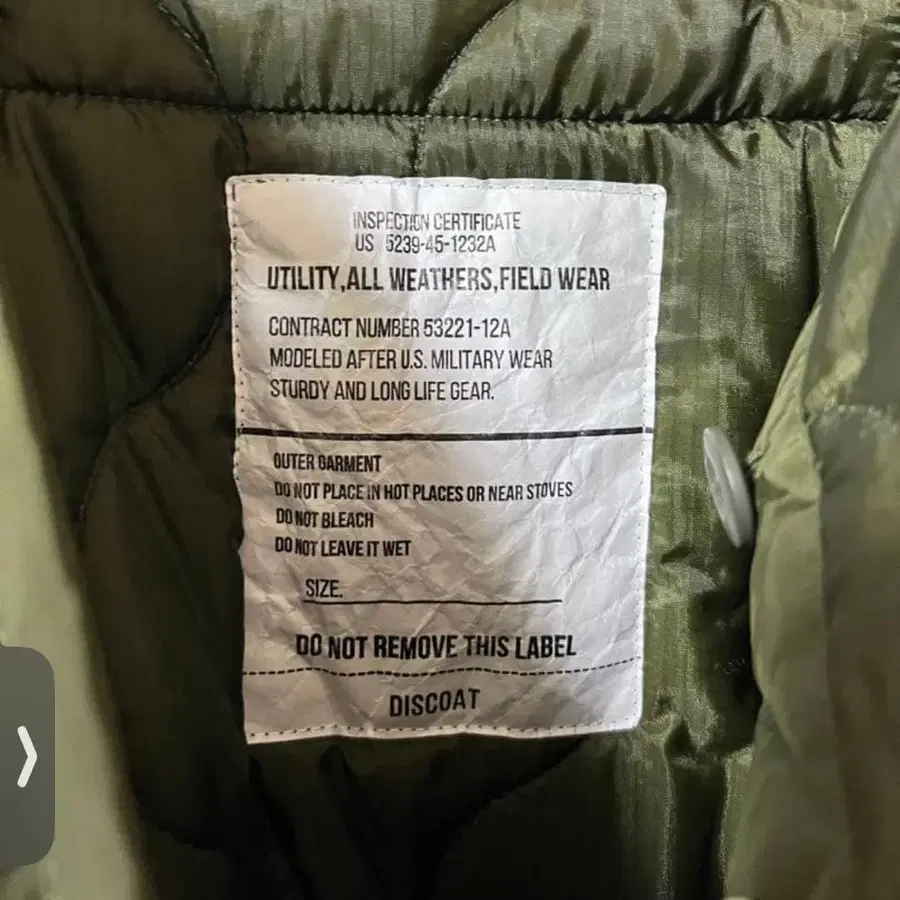 INSPECTION CERTIFICATE
US 5239-45-1232A
UTILITY,ALL WEATHERS,FIELD WEAR
CONTRACT NUMBER 53221-12A
MODELED AFTER U.S. MILITARY WEAR
STURDY AND LONG LIFE GEAR.
OUTER GARMENT
DO NOT PLACE IN HOT PLACES OR NEAR STOVES
DO NOT BLEACH
DO NOT LEAVE IT WET
SIZE.
DO NOT REMOVE THIS LABEL
DISCOAT